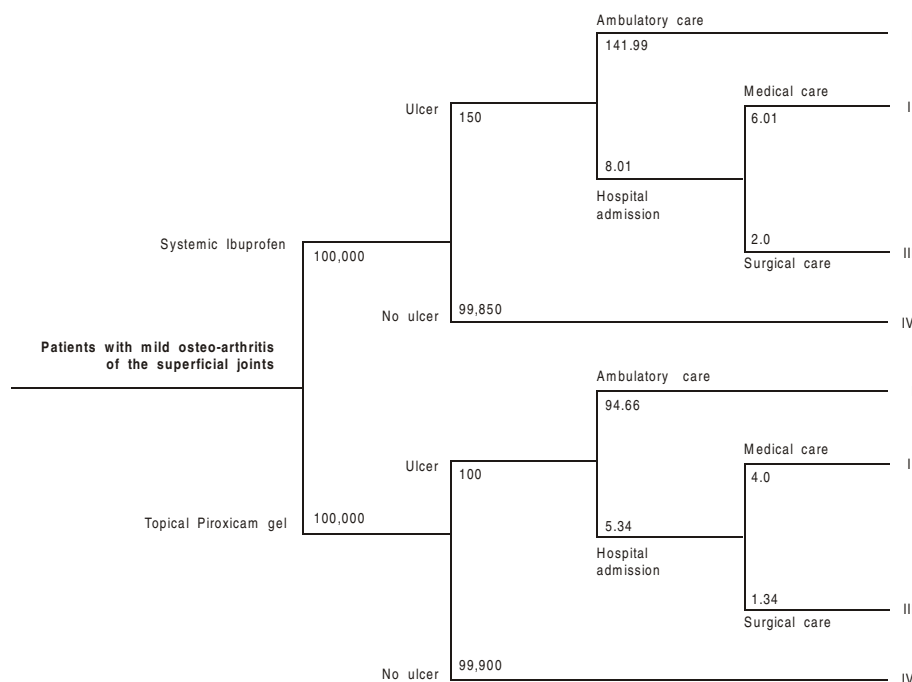 Ambulatory care
141.99
Medical care
I
Ulcer
150
6.01
8.01
Hospital
admission
2.0
II
Surgical care
Systemic Ibuprofen
100,000
99,850
No ulcer
IV
Patients with mild osteo-arthritis
of the superficial joints
Ambulatory care
94.66
Medical care
I
Ulcer
100
4.0
Topical Piroxicam gel
100,000
5.34
Hospital
admission
1.34
II
Surgical care
99,900
No ulcer
IV